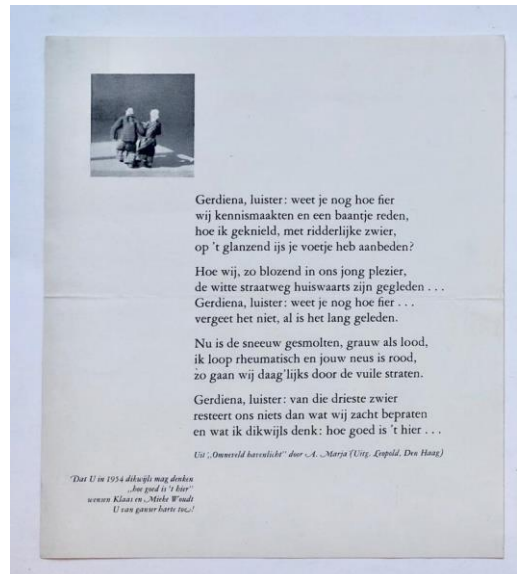 Gerdiena, luister: weet je nog hoe fier
wij kennismaakten en een baantje reden,
hoe ik geknield, met ridderlijke zwier,
op 't glanzend ijs je voetje heb aanbeden?
Hoe wij, zo blozend in ons jong plezier,
de witte straatweg huiswaarts zijn gegleden . . .
Gerdiena, luister: weet je nog hoe fier . . .
vergeet het niet, al is het lang geleden.
Nu is de sneeuw gesmolten, grauw als lood,
ik loop rheumatisch en jouw neus is rood,
zo gaan wij daag'lijks door de vuile straten.
Gerdiena, luister: van die drieste zwier
resteert ons niets dan wat wij zacht bepraten
en wat ik dikwijls denk: hoe goed is 't hier . . .
Uit „Ommereld havenlicht" door A. Marja (Uitg. Leopold, Den Haag)
Dat U in 1954 dikwijls mag denken
„hoe goed is 't hier"
wensen Klaas en Mieke Woudt
U van ganser harte toe!